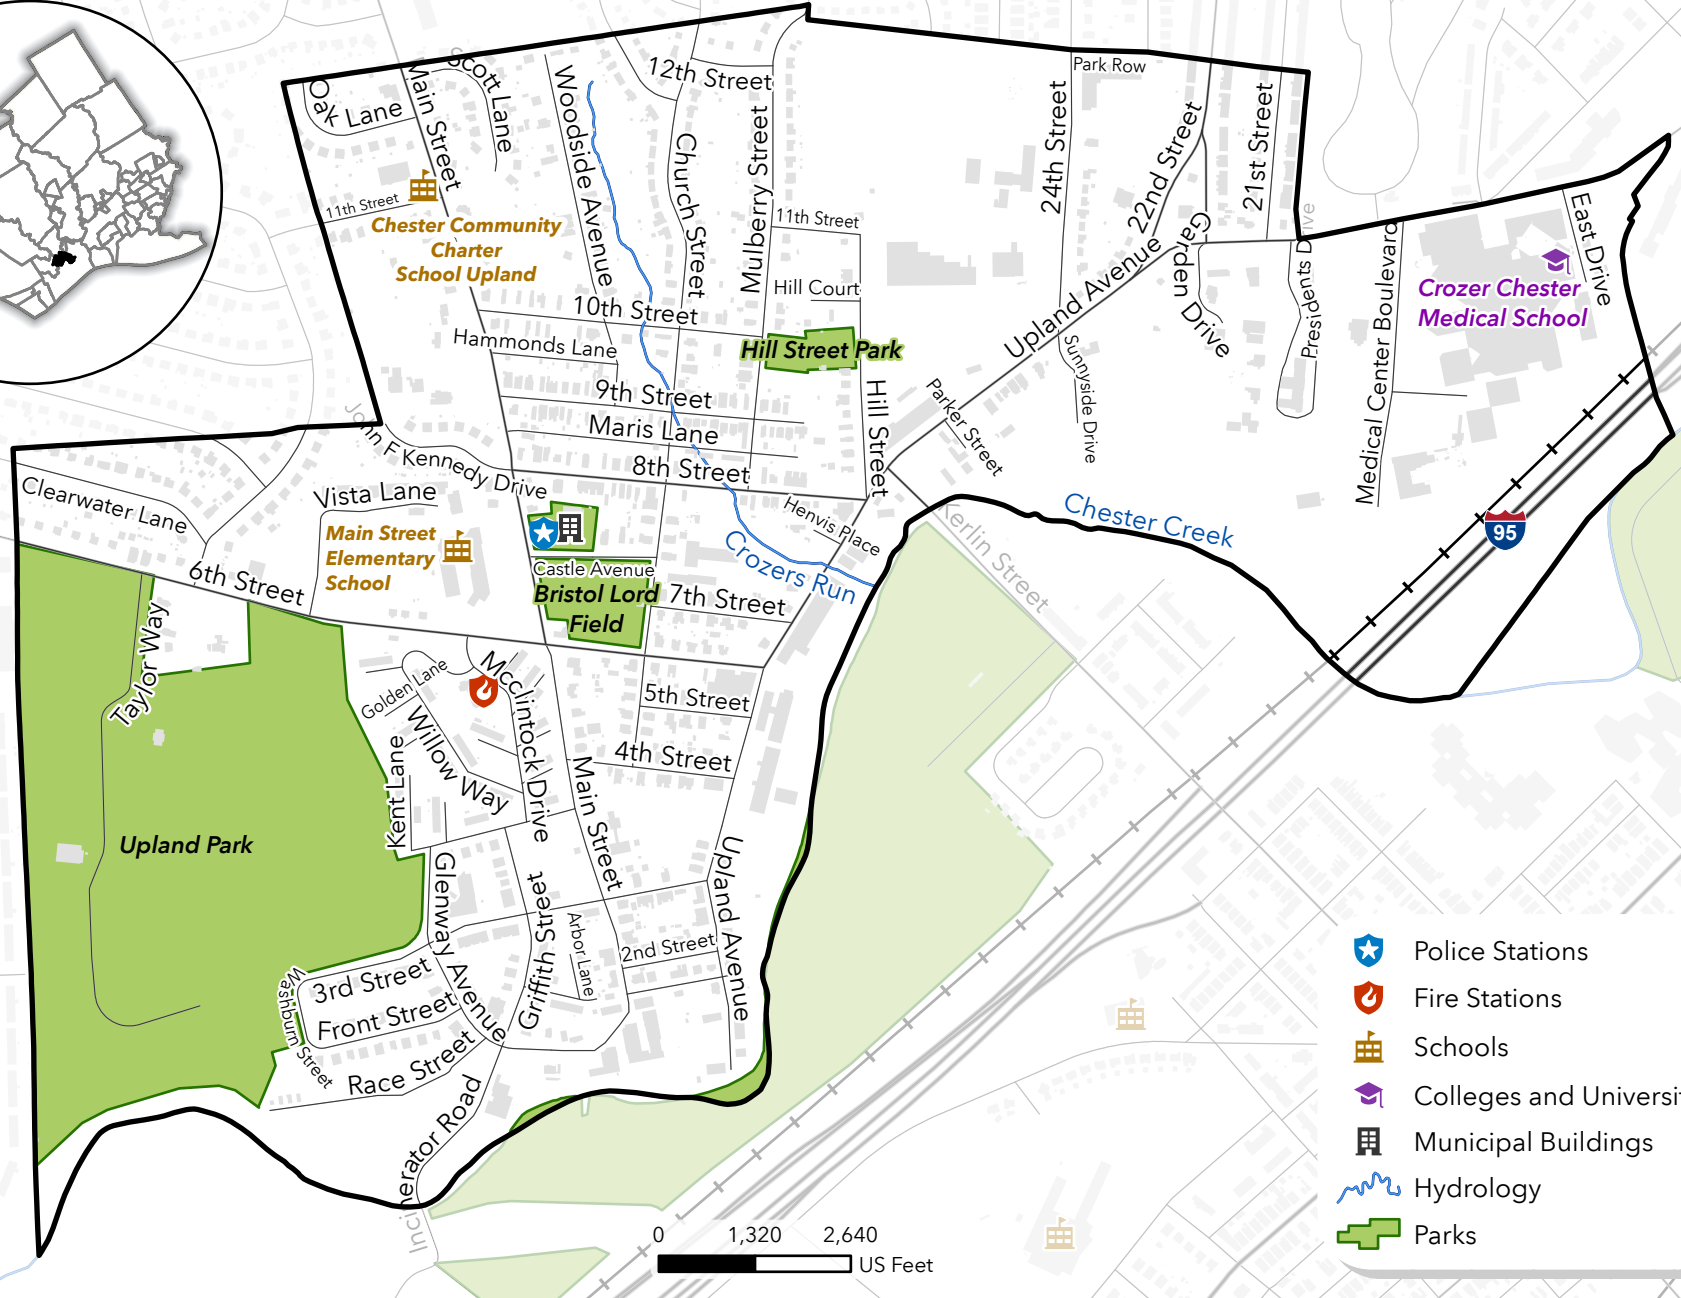 Oak Lane
Main Street
Scott Lane
Woodside Avenue
12th Street
Church Street
Mulberry Street
24th Street
Park Row
22nd Street
21st Street
11th Street
Chester Community
Charter
School Upland
11th Street
Hill Court
10th Street
Hammonds Lane
Hill Street Park
9th Street
Maris Lane
8th Street
Hill Street
Upland Avenue
Garden Drive
Presidents Drive
Sunnyside Drive
Parker Street
Medical Center Boulevard
East Drive
Crozer Chester
Medical School
John F Kennedy Drive
Clearwater Lane
Vista Lane
Main Street
Elementary
School
Henvis Place
Crozers Run
Chester Creek
Kerlin Street
95
6th Street
Castle Avenue
Bristol Lord
Field
7th Street
Taylor Way
Golden Lane
Mcclintock Drive
Willow Way
Kent Lane
5th Street
4th Street
Main Street
Upland Park
Glenway Avenue
Griffith Street
Arbor Lane
2nd Street
Upland Avenue
3rd Street
Washburn Street
Front Street
Race Street
Incinerator Road
0 1,320 2,640
US Feet
Police Stations
Fire Stations
Schools
Colleges and Universit
Municipal Buildings
Hydrology
Parks